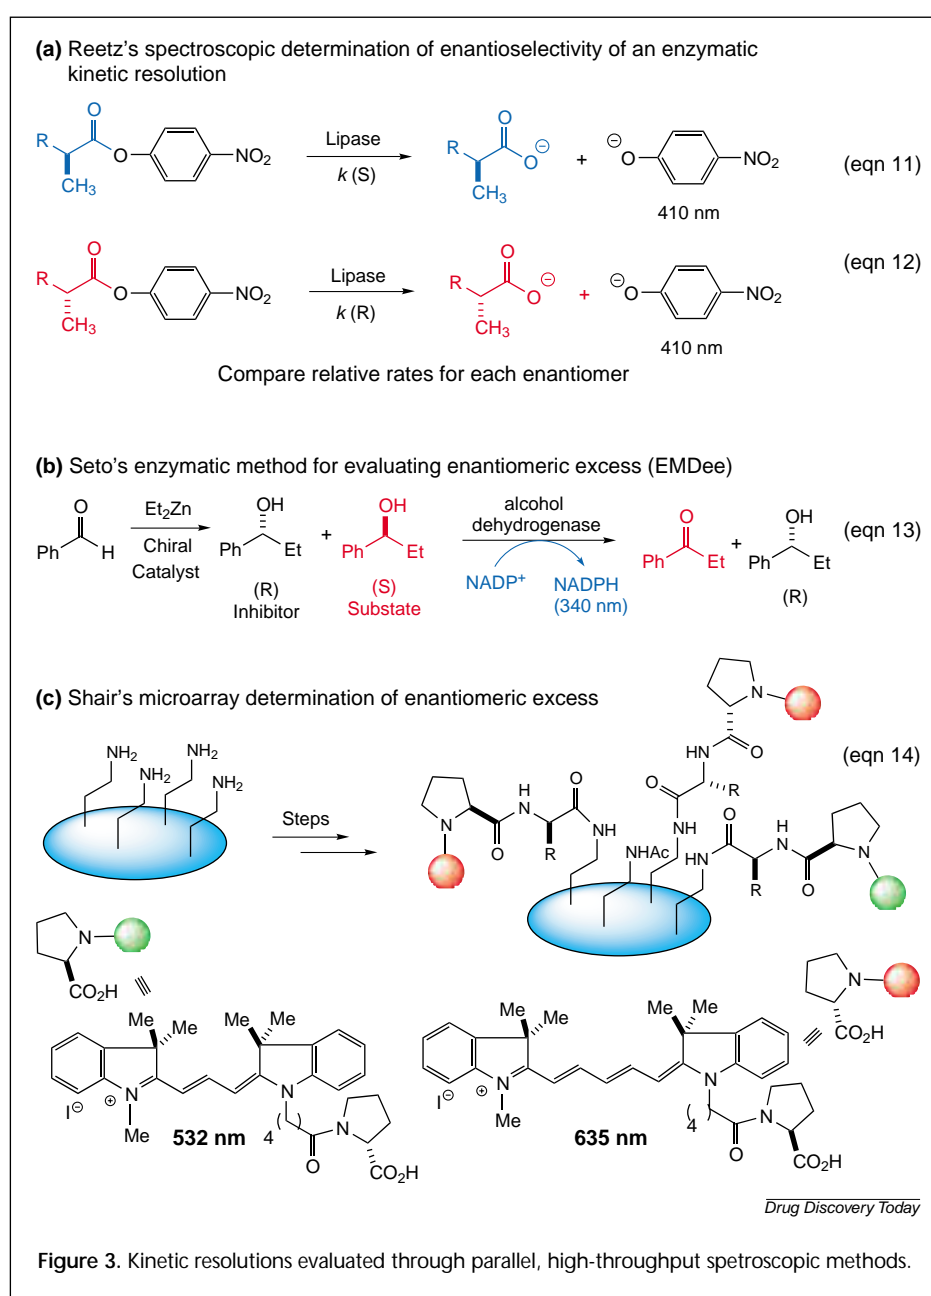 (a) Reetz's spectroscopic determination of enantioselectivity of an enzymatic
kinetic resolution
O
R
O
NO2
CH3
Lipase
k (S)
O
R
O⊖
CH3
+
⊖O
NO2
410 nm
(eqn 11)
O
R
O
NO2
CH3
Lipase
k (R)
O
R
O⊖
CH3
+
⊖O
NO2
410 nm
(eqn 12)
Compare relative rates for each enantiomer
(b) Seto's enzymatic method for evaluating enantiomeric excess (EMDee)
O
Ph H
Et2Zn
Chiral
Catalyst
OH
Ph Et
(R)
Inhibitor
+
OH
Ph Et
(S)
Substate
alcohol
dehydrogenase
NADP+
NADPH
(340 nm)
O
Ph Et
+
OH
Ph Et
(R)
(eqn 13)
(c) Shair's microarray determination of enantiomeric excess
NH2
NH2
NH2
NH2
Steps
N
O
H
N
R
O
HN
NHAc
N
O
NH
R
O
HN
HN
O
R
H
N
O
N
(eqn 14)
N
CO2H
N
CO2H
Me Me
Me Me
N
⊕
I⊖
Me
N
4
O
N
CO2H
532 nm
Me Me
Me Me
N
⊕
I⊖
Me
N
4
O
N
CO2H
635 nm
Drug Discovery Today
Figure 3. Kinetic resolutions evaluated through parallel, high-throughput spetroscopic methods.